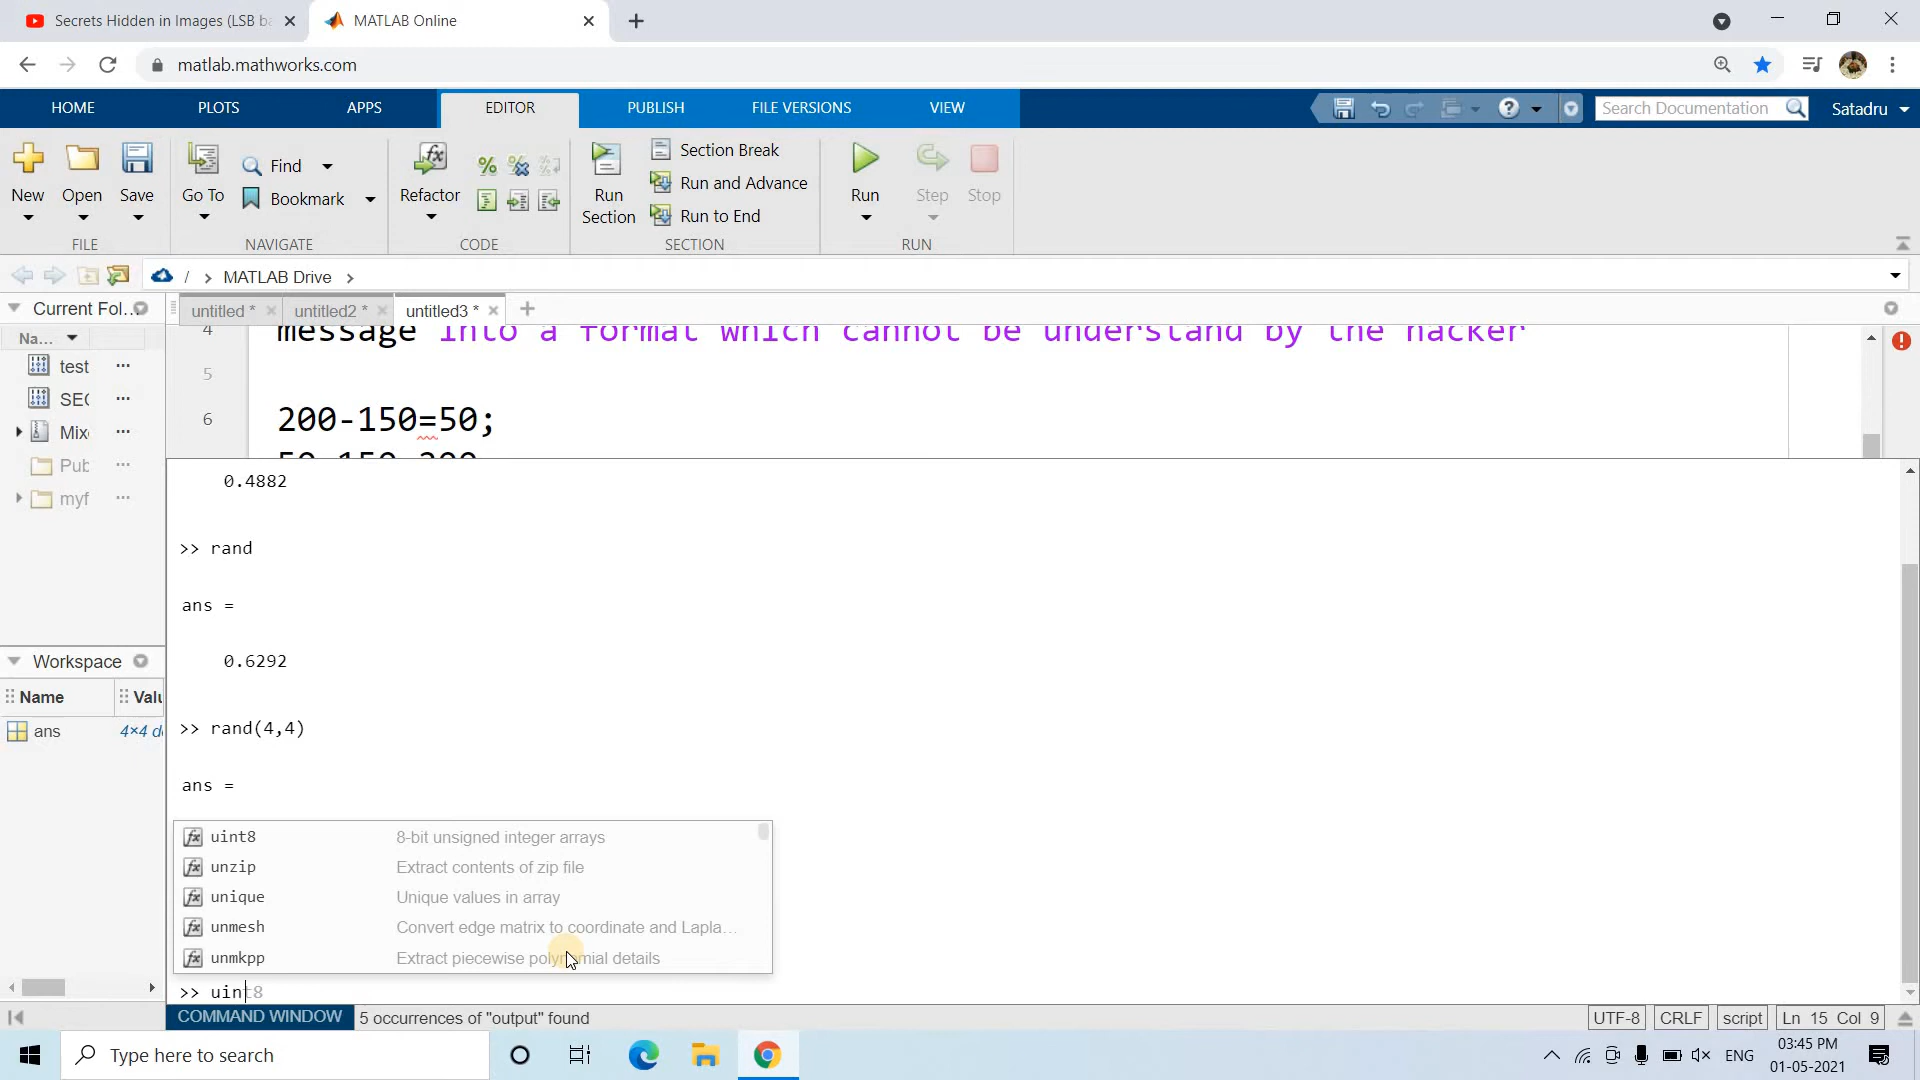 Secrets Hidden in Images (LSB ba
MATLAB Online
matlab.mathworks.com
HOME PLOTS APPS EDITOR PUBLISH FILE VERSIONS VIEW
Search Documentation
Satadru
New Open Save
Go To
Find
Bookmark
Refactor
Run Section
Section Break
Run and Advance
Run to End
Run Step Stop
FILE NAVIGATE CODE SECTION RUN
/ > MATLAB Drive >
Current Fol...
untitled * untitled2 * untitled3 *
Na...
test ...
SEC ...
Mix ...
Pub ...
myf ...
4 message into a format which cannot be understand by the hacker
5
6 200-150=50;
0.4882
>> rand
ans =
0.6292
>> rand(4,4)
ans =
uint8 8-bit unsigned integer arrays
unzip Extract contents of zip file
unique Unique values in array
unmesh Convert edge matrix to coordinate and Lapla...
unmkpp Extract piecewise polynomial details
>> uint8
Workspace
Name Valu
ans 4×4 d
COMMAND WINDOW 5 occurrences of "output" found
UTF-8 CRLF script Ln 15 Col 9
Type here to search
ENG
03:45 PM
01-05-2021